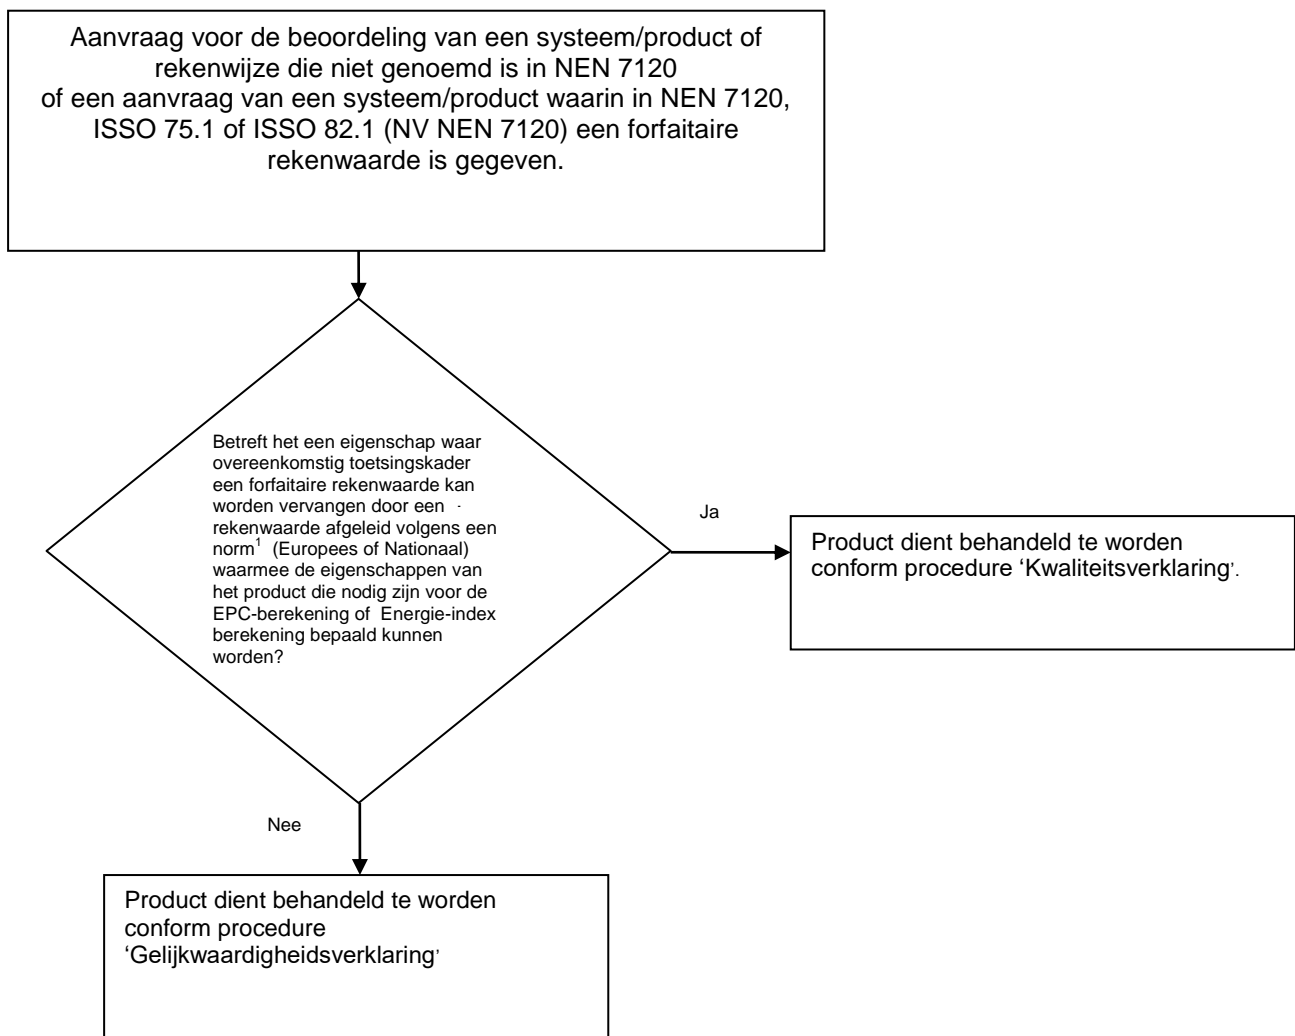 Aanvraag voor de beoordeling van een systeem/product of
rekenwijze die niet genoemd is in NEN 7120
of een aanvraag van een systeem/product waarin in NEN 7120,
ISSO 75.1 of ISSO 82.1 (NV NEN 7120) een forfaitaire
rekenwaarde is gegeven.
Betreft het een eigenschap waar
overeenkomstig toetsingskader
een forfaitaire rekenwaarde kan
worden vervangen door een -
rekenwaarde afgeleid volgens een
norm¹ (Europees of Nationaal)
waarmee de eigenschappen van
het product die nodig zijn voor de
EPC-berekening of Energie-index
berekening bepaald kunnen
worden?
Ja
Product dient behandeld te worden
conform procedure ‘Kwaliteitsverklaring’.
Nee
Product dient behandeld te worden
conform procedure
‘Gelijkwaardigheidsverklaring’